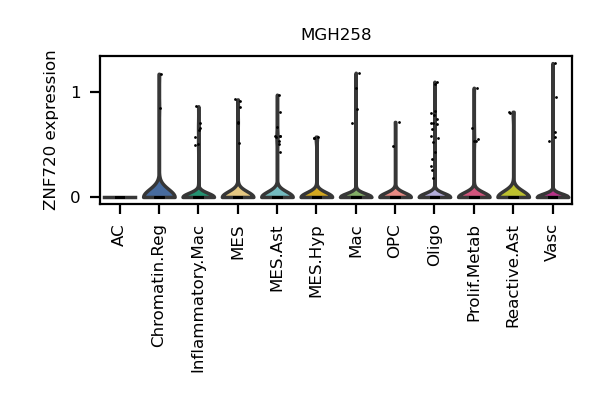 MGH258
ZNF720 expression
1
0
AC
Chromatin.Reg
Inflammatory.Mac
MES
MES.Ast
MES.Hyp
Mac
OPC
Oligo
Prolif.Metab
Reactive.Ast
Vasc